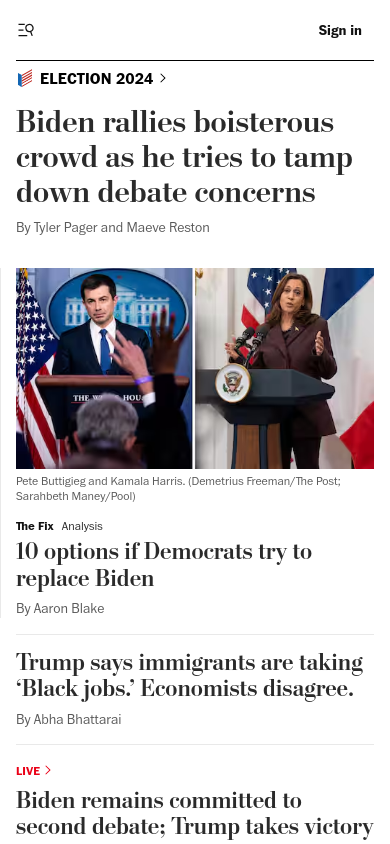 Sign in
ELECTION 2024
Biden rallies boisterous
crowd as he tries to tamp
down debate concerns
By Tyler Pager and Maeve Reston
THE W
Pete Buttigieg and Kamala Harris. (Demetrius Freeman/The Post;
Sarahbeth Maney/Pool)
The Fix Analysis
10 options if Democrats try to
replace Biden
By Aaron Blake
Trump says immigrants are taking
‘Black jobs.’ Economists disagree.
By Abha Bhattarai
LIVE
Biden remains committed to
second debate; Trump takes victory